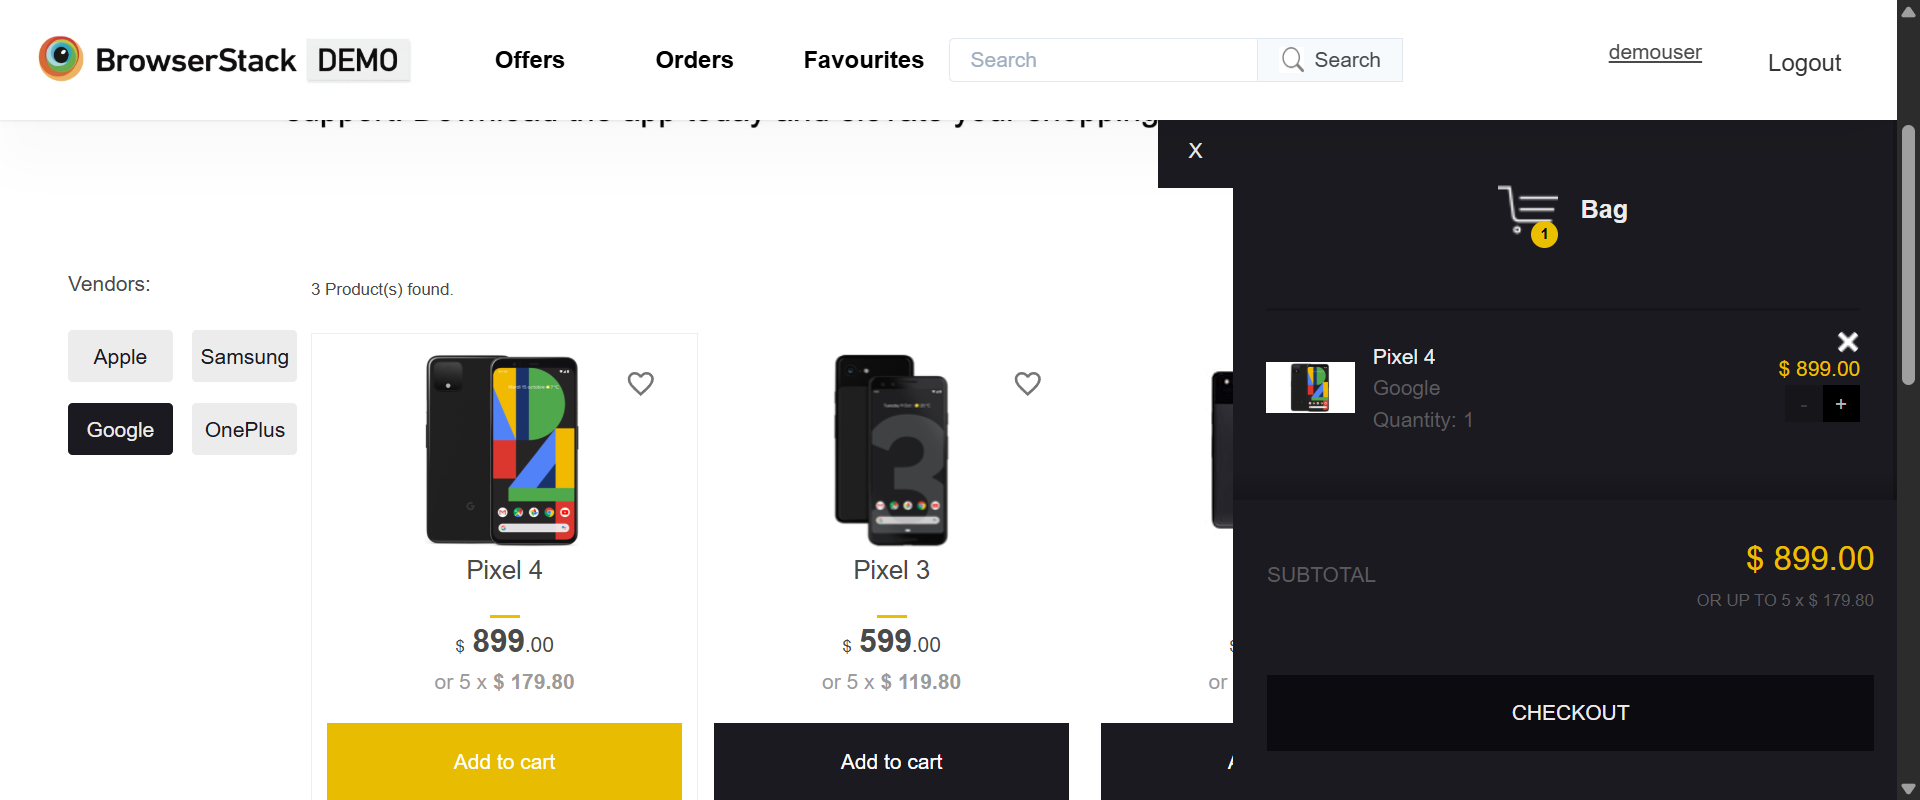 BrowserStack DEMO
Offers
Orders
Favourites
Search
Search
demouser
Logout
support. Download the app today and elevate your shopping
X
Bag
1
Vendors:
3 Product(s) found.
Apple
Samsung
Google
OnePlus
Pixel 4
$ 899.00
or 5 x $ 179.80
Add to cart
Pixel 3
$ 599.00
or 5 x $ 119.80
Add to cart
or
Pixel 4
Google
Quantity: 1
$ 899.00
-
+
SUBTOTAL
$ 899.00
OR UP TO 5 x $ 179.80
CHECKOUT